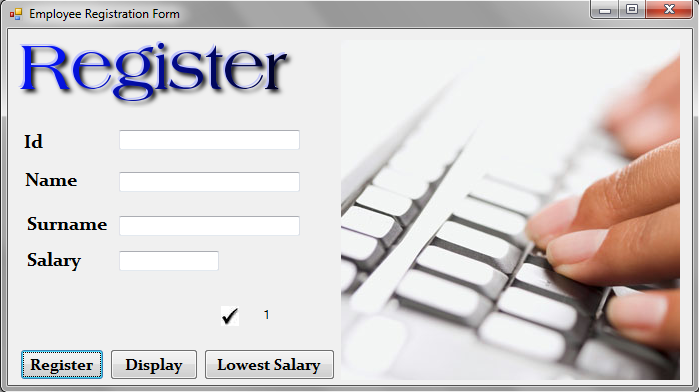 Employee Registration Form
Register
Id
Name
Surname
Salary
1
Register Display Lowest Salary